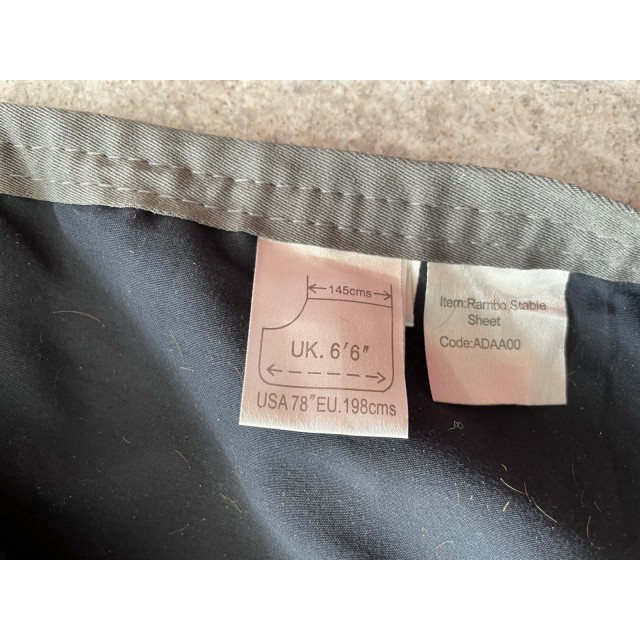 145cms
UK. 6'6"
USA 78" EU.198cms
Item:Rambo Stable
Sheet
Code:ADAA00